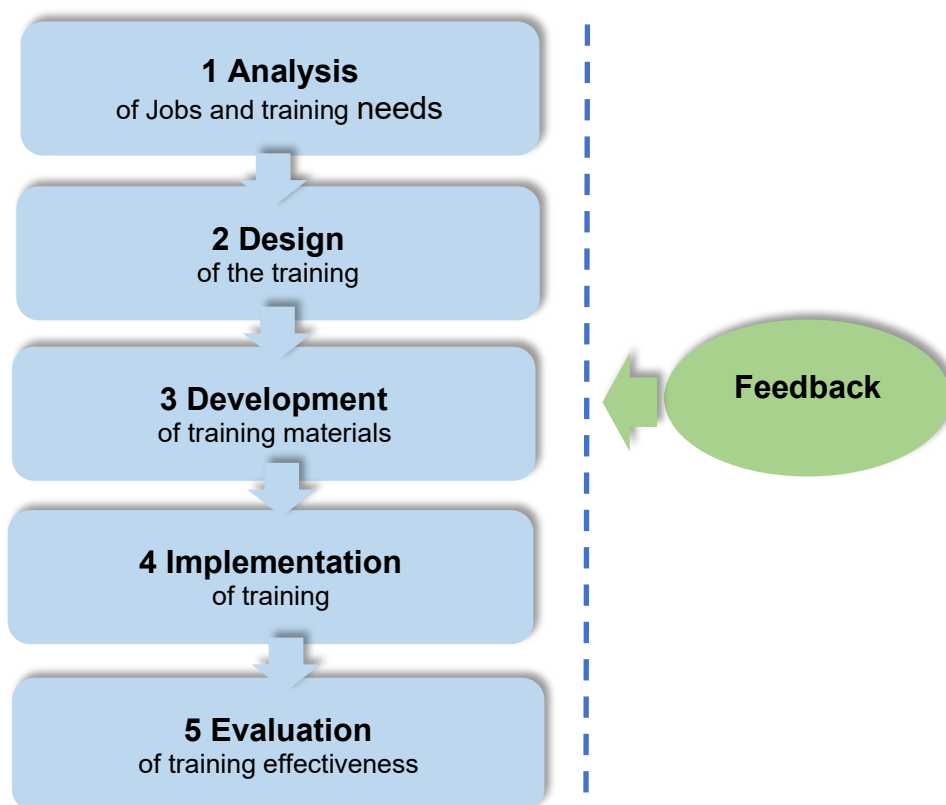 1 Analysis
of Jobs and training needs
2 Design
of the training
3 Development
of training materials
Feedback
4 Implementation
of training
5 Evaluation
of training effectiveness